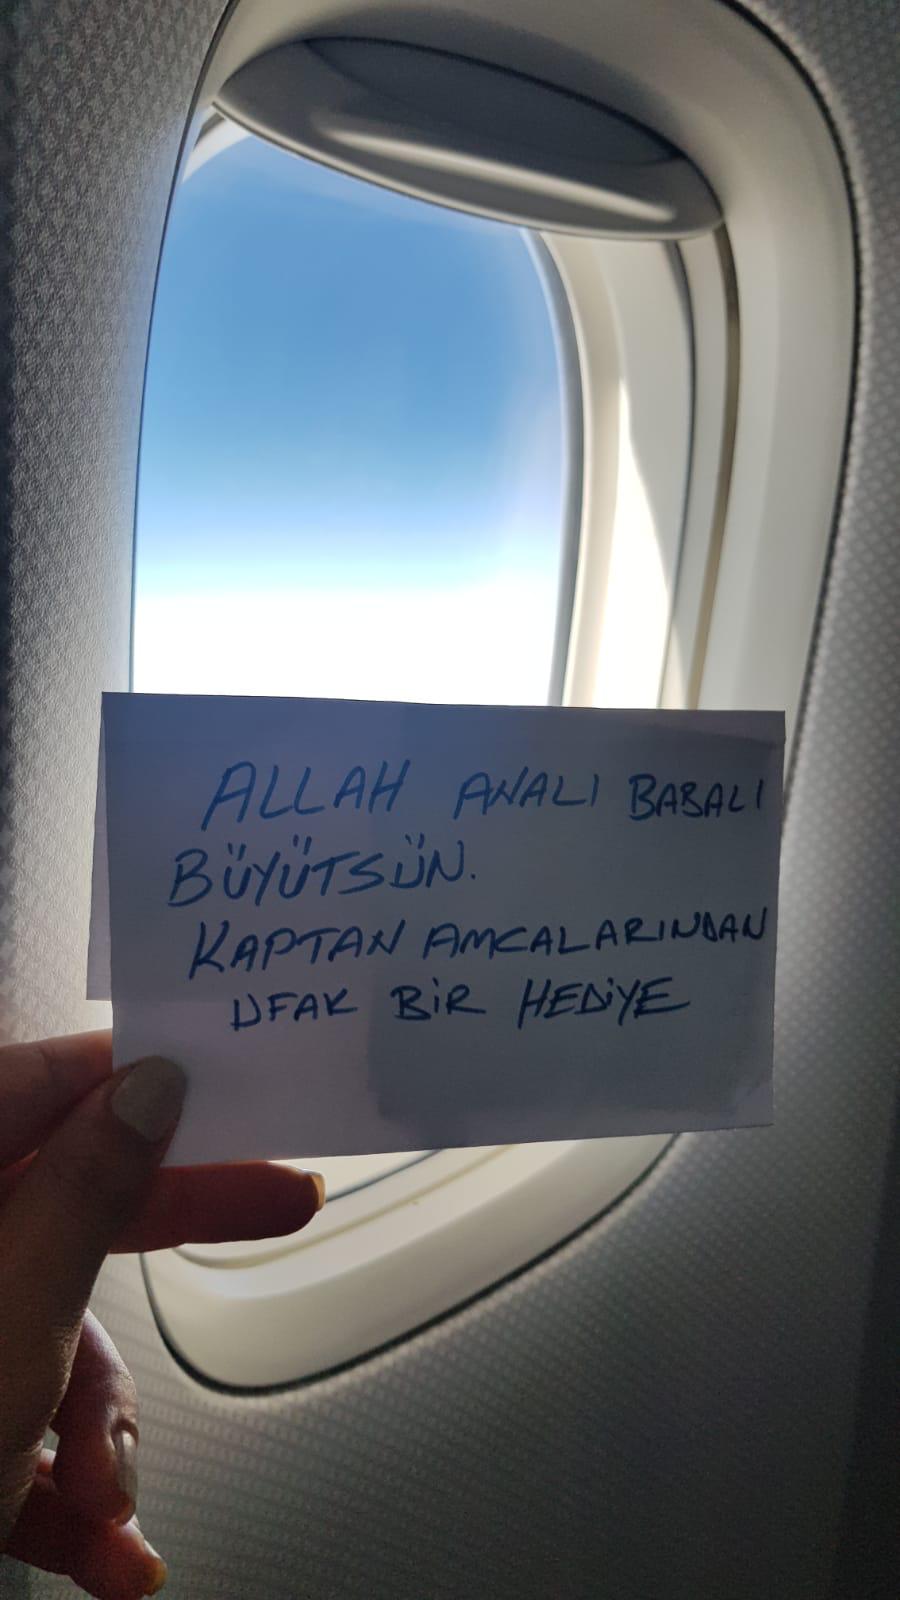 ALLAH ANALI BABALI
BÜYÜTSÜN.
KAPTAN AMCALARINDAN
UFAK BİR HEDİYE